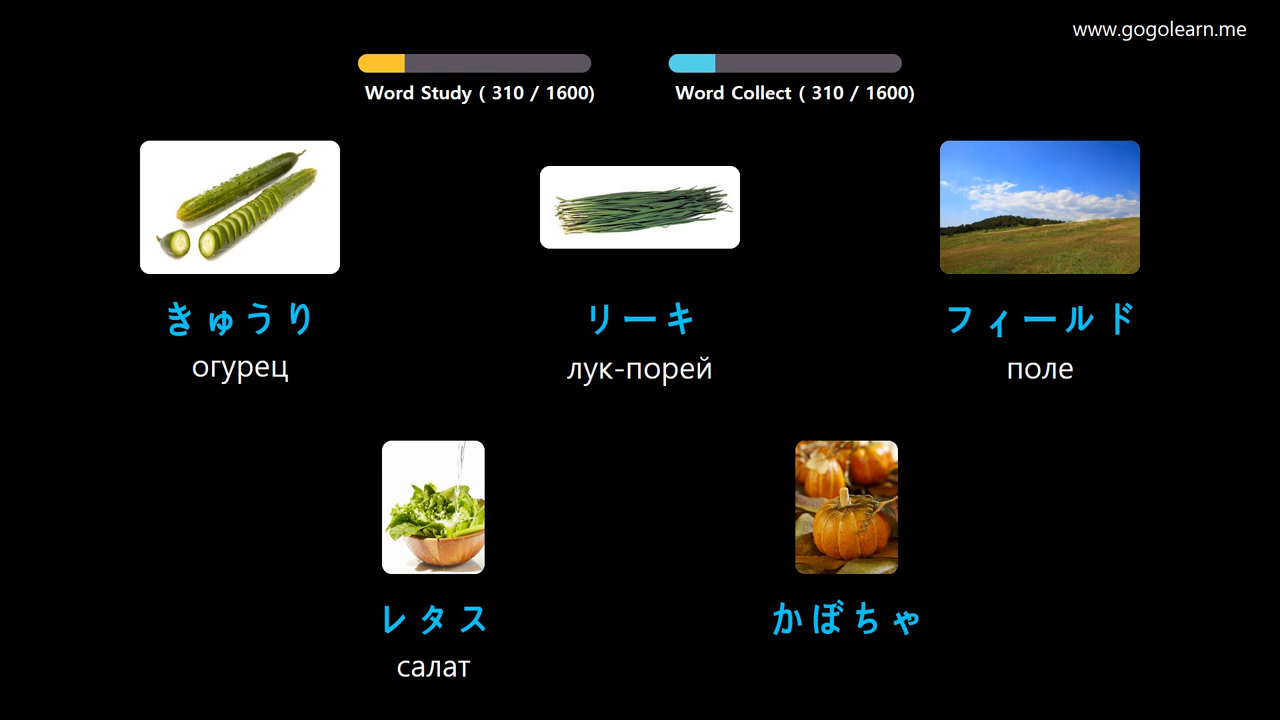 www.gogolearn.me
Word Study ( 310 / 1600)
Word Collect ( 310 / 1600)
きゅうり
リーキ
フィールド
огурец
лук-порей
поле
レタス
かぼちゃ
салат